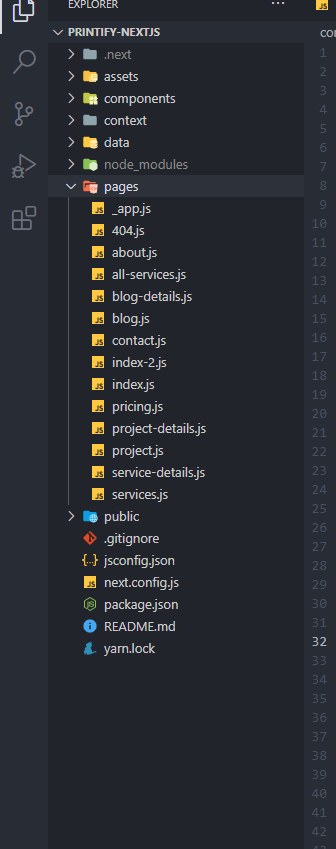 EXPLORER
PRINTIFY-NEXTJS
.next
assets
components
context
data
node_modules
pages
_app.js
404.js
about.js
all-services.js
blog-details.js
blog.js
contact.js
index-2.js
index.js
pricing.js
project-details.js
project.js
service-details.js
services.js
public
.gitignore
jsconfig.json
next.config.js
package.json
README.md
yarn.lock
1
2
3
4
5
6
7
8
9
10
11
12
13
14
15
16
17
18
19
20
21
22
23
24
25
26
27
28
29
30
31
32
33
34
35
36
37
38
39
40
41
42